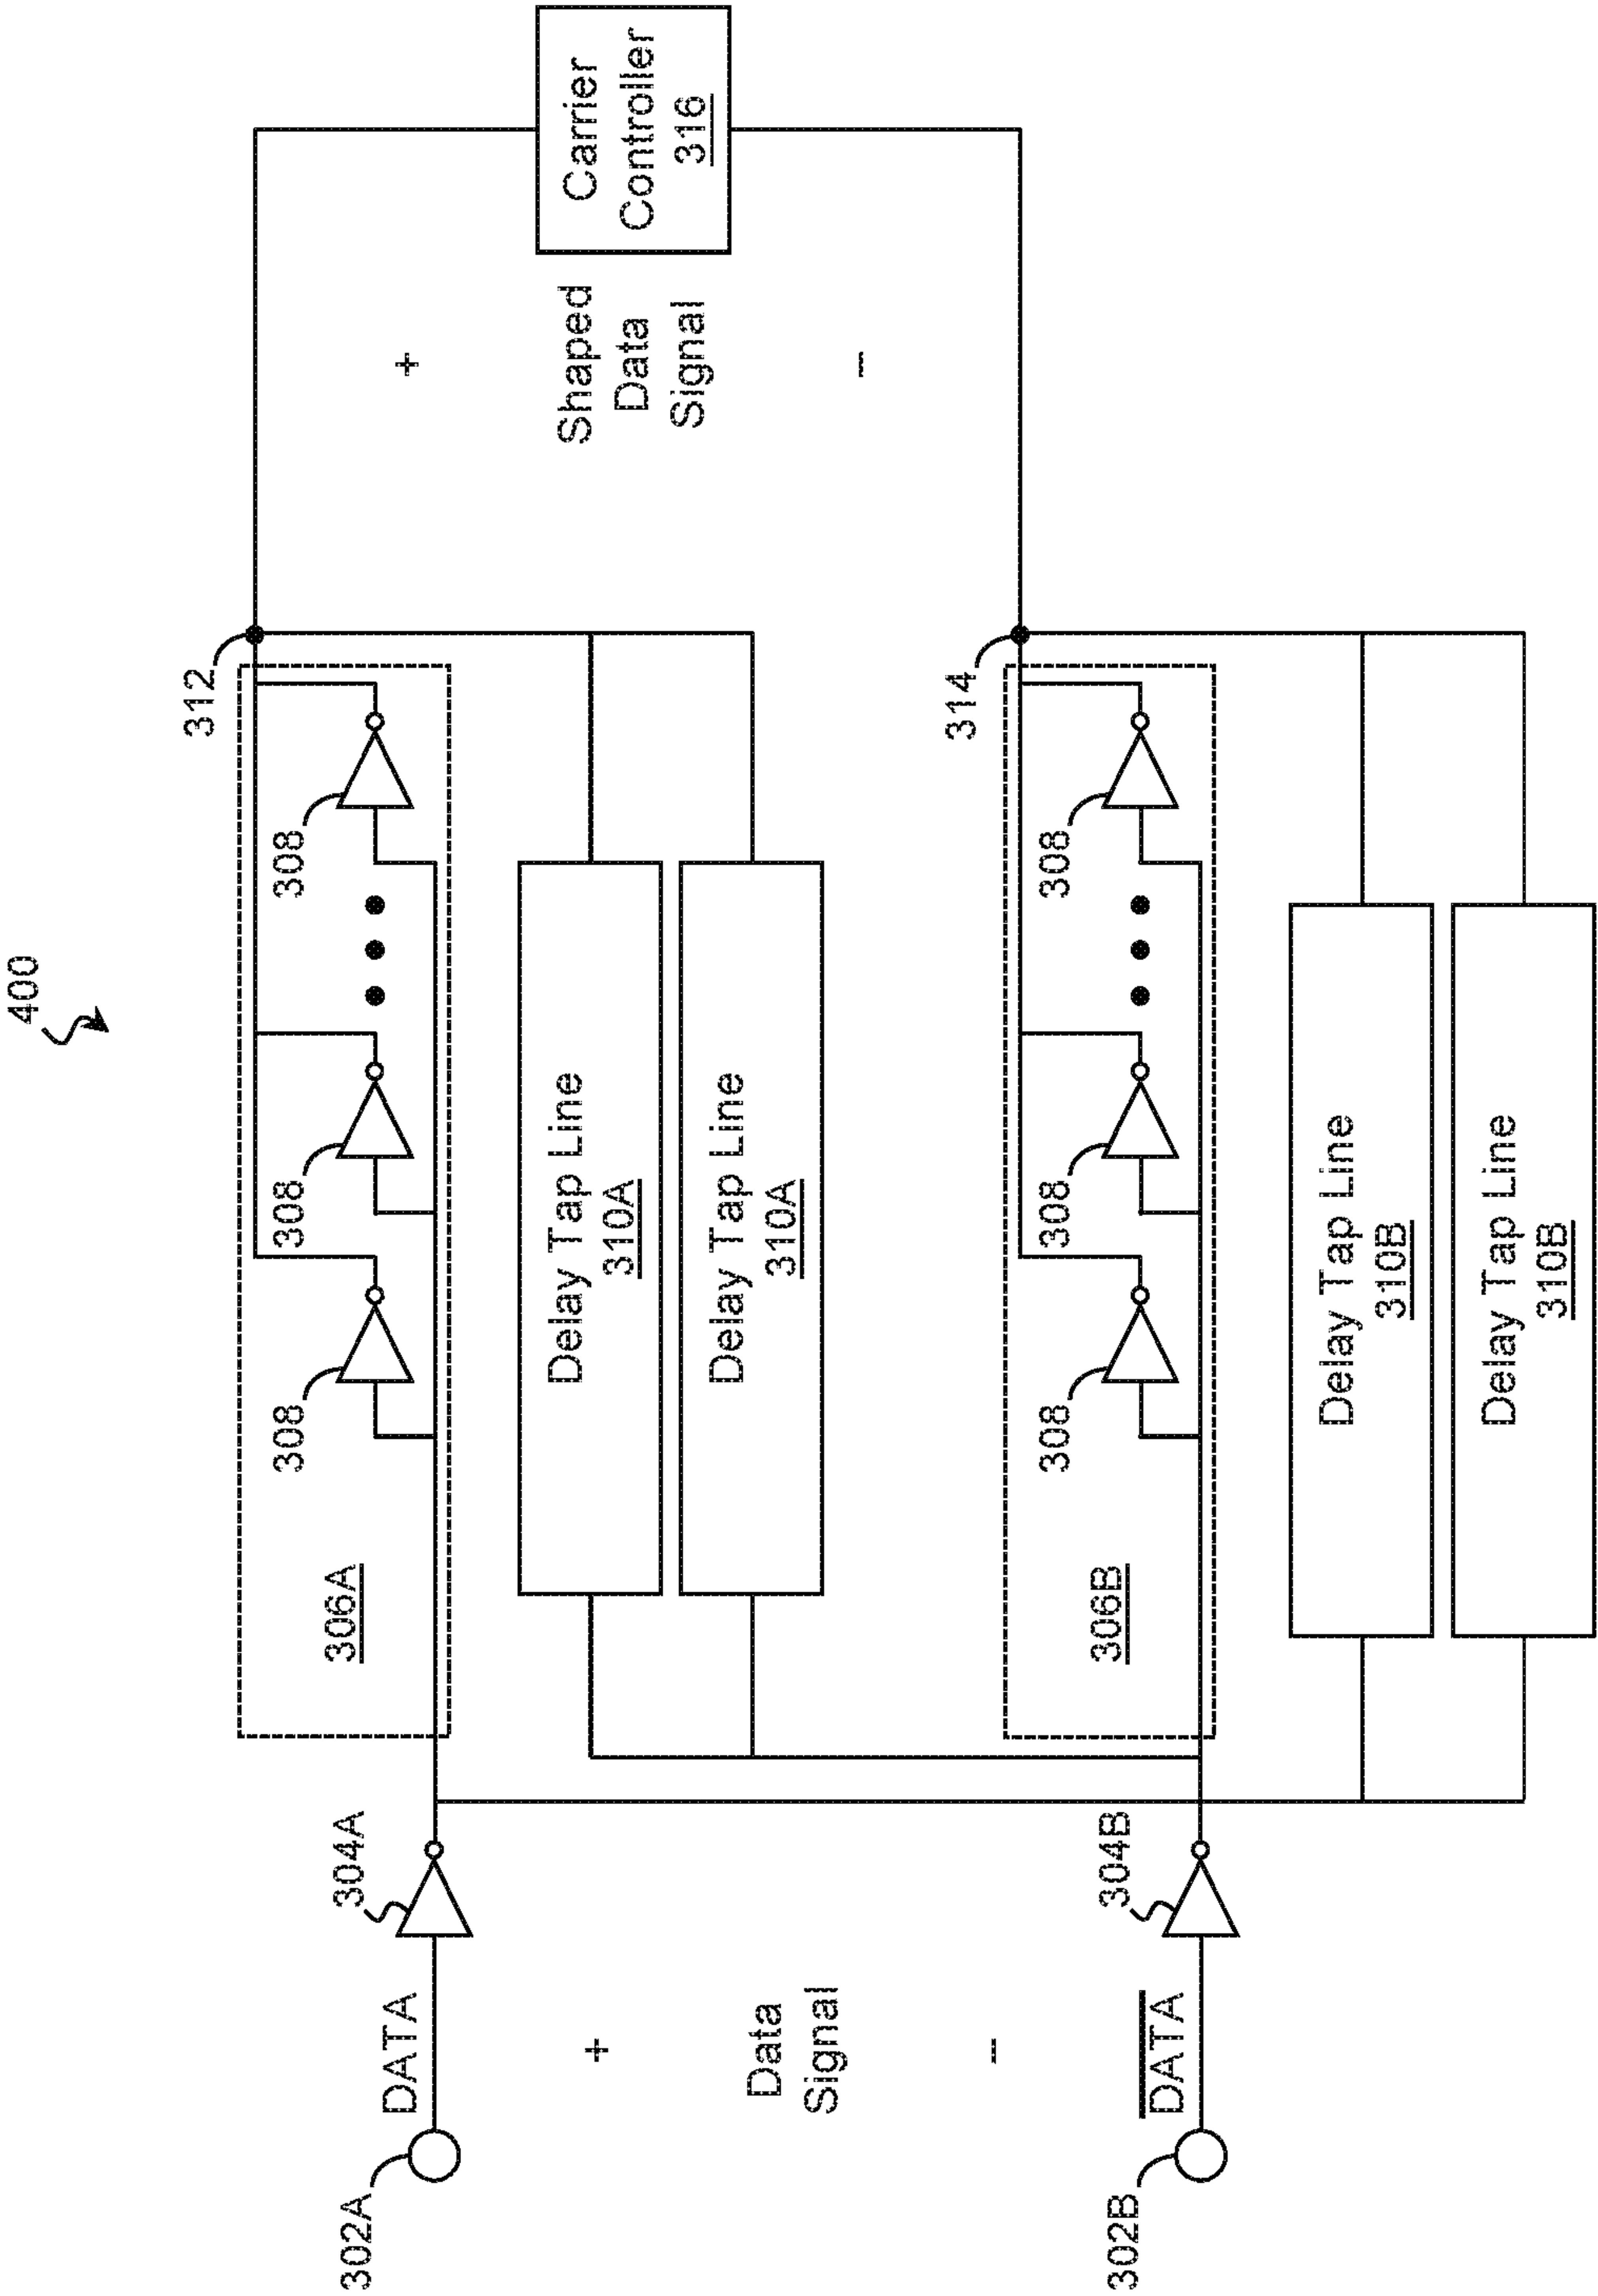 400
302A
DATA
304A
306A
308
308
308
312
Delay Tap Line
310A
Delay Tap Line
310A
+
Data
Signal
−
+
Shaped
Data
Signal
−
Carrier
Controller
316
302B
D̅A̅T̅A̅
304B
306B
308
308
308
314
Delay Tap Line
310B
Delay Tap Line
310B